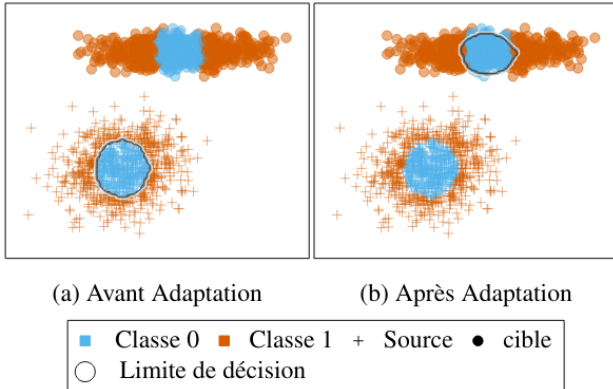 (a) Avant Adaptation
(b) Après Adaptation
Classe 0 Classe 1 + Source cible
Limite de décision